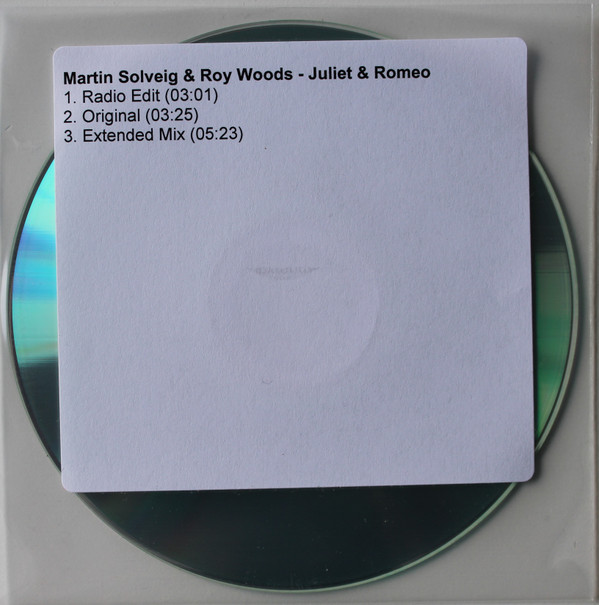 Martin Solveig & Roy Woods - Juliet & Romeo
1. Radio Edit (03:01)
2. Original (03:25)
3. Extended Mix (05:23)